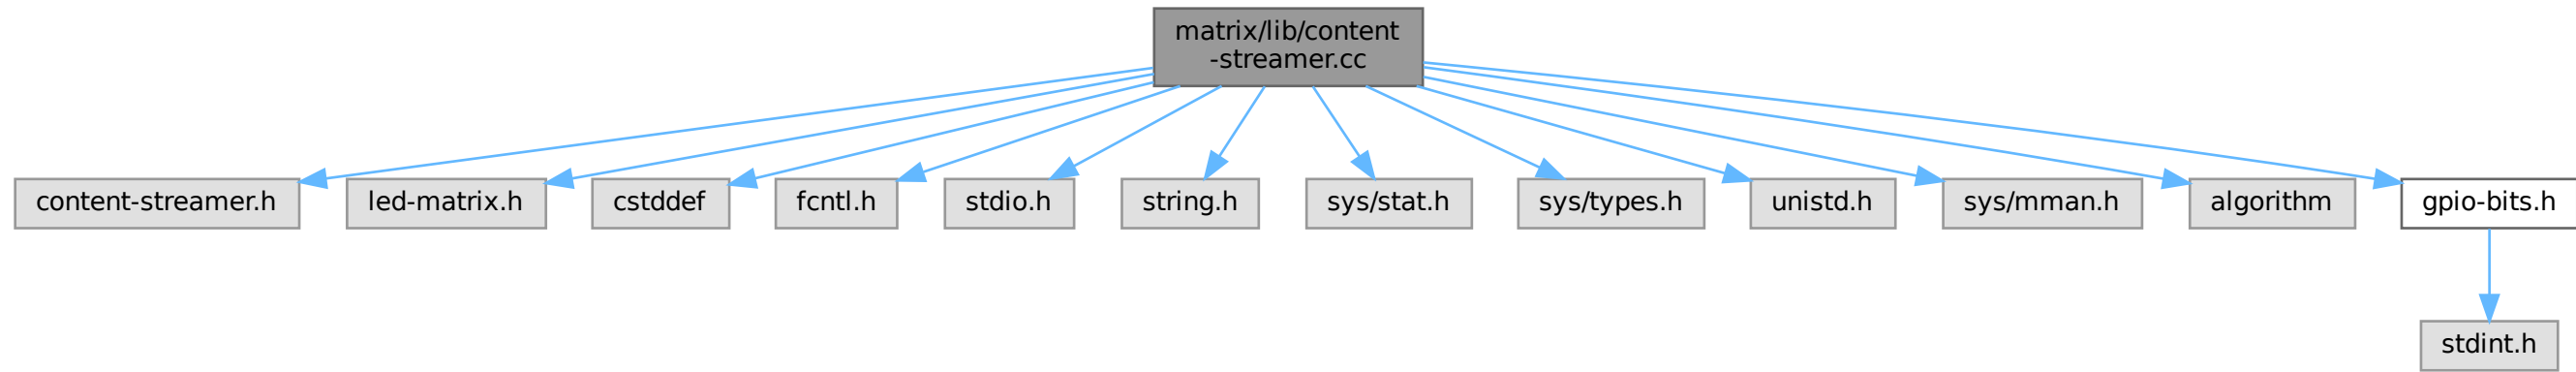 matrix/lib/content
-streamer.cc
content-streamer.h
led-matrix.h
cstddef
fcntl.h
stdio.h
string.h
sys/stat.h
sys/types.h
unistd.h
sys/mman.h
algorithm
gpio-bits.h
stdint.h